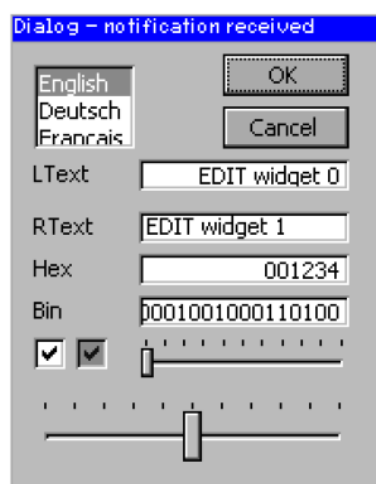 Dialog - notification received
English
OK
Deutsch
Francais
Cancel
LText
EDIT widget 0
RText
EDIT widget 1
Hex
001234
Bin
0001001000110100